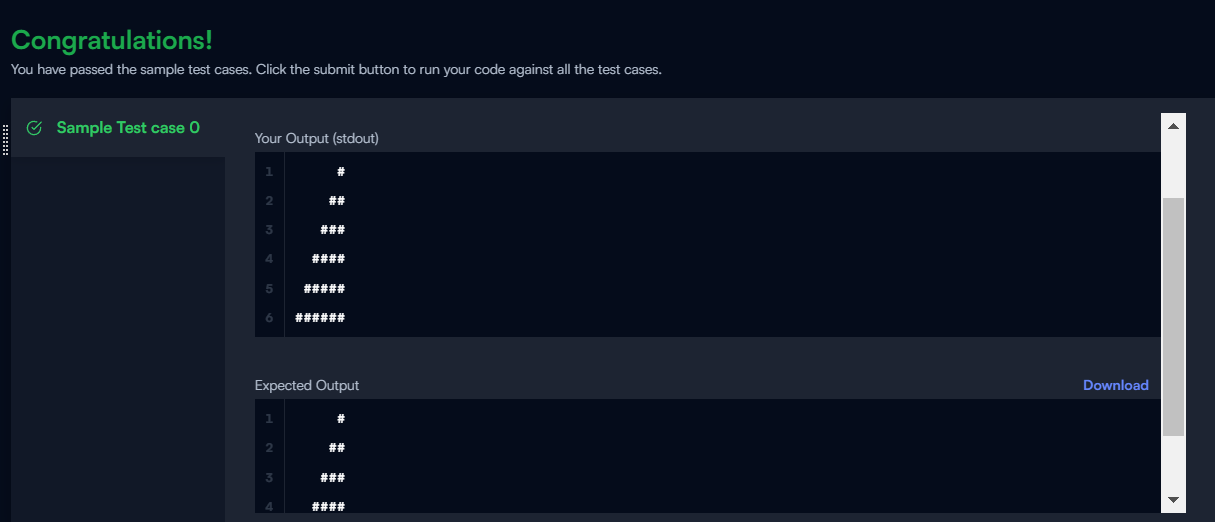 Congratulations!
You have passed the sample test cases. Click the submit button to run your code against all the test cases.
Sample Test case 0
Your Output (stdout)
1      #
2     ##
3    ###
4   ####
5  #####
6 ######
Expected Output
Download
1      #
2     ##
3    ###
4   ####